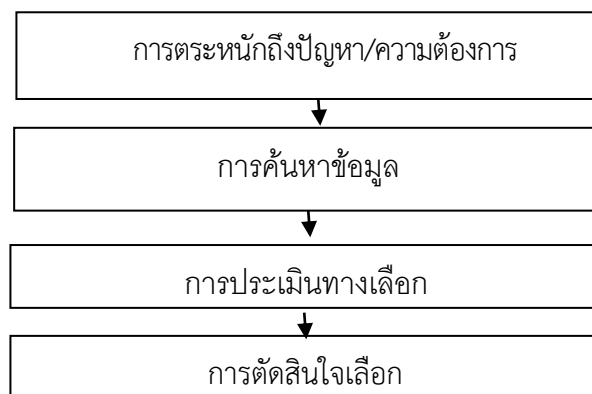 การตระหนักถึงปัญหา/ความต้องการ
การค้นหาข้อมูล
การประเมินทางเลือก
การตัดสินใจเลือก